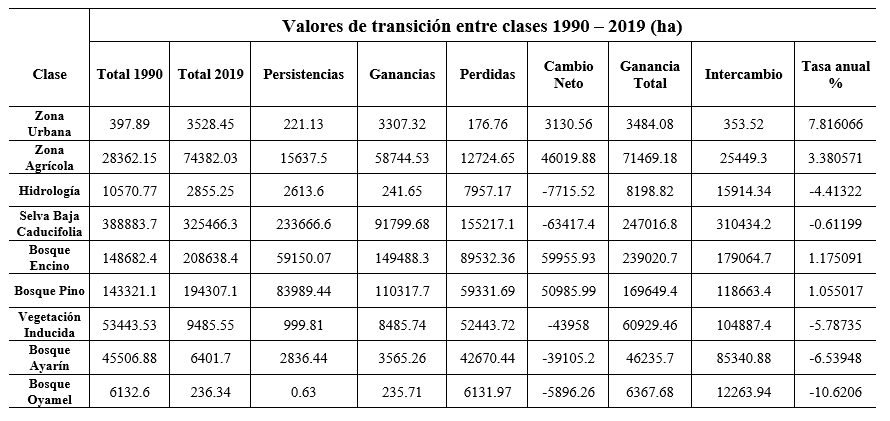 Valores de transición entre clases 1990 – 2019 (ha)
Clase Total 1990 Total 2019 Persistencias Ganancias Perdidas Cambio Neto Ganancia Total Intercambio Tasa anual %
Zona Urbana 397.89 3528.45 221.13 3307.32 176.76 3130.56 3484.08 353.52 7.816066
Zona Agrícola 28362.15 74382.03 15637.5 58744.53 12724.65 46019.88 71469.18 25449.3 3.380571
Hidrología 10570.77 2855.25 2613.6 241.65 7957.17 -7715.52 8198.82 15914.34 -4.41322
Selva Baja Caducifolia 388883.7 325466.3 233666.6 91799.68 155217.1 -63417.4 247016.8 310434.2 -0.61199
Bosque Encino 148682.4 208638.4 59150.07 149488.3 89532.36 59955.93 239020.7 179064.7 1.175091
Bosque Pino 143321.1 194307.1 83989.44 110317.7 59331.69 50985.99 169649.4 118663.4 1.055017
Vegetación Inducida 53443.53 9485.55 999.81 8485.74 52443.72 -43958 60929.46 104887.4 -5.78735
Bosque Ayarín 45506.88 6401.7 2836.44 3565.26 42670.44 -39105.2 46235.7 85340.88 -6.53948
Bosque Oyamel 6132.6 236.34 0.63 235.71 6131.97 -5896.26 6367.68 12263.94 -10.6206